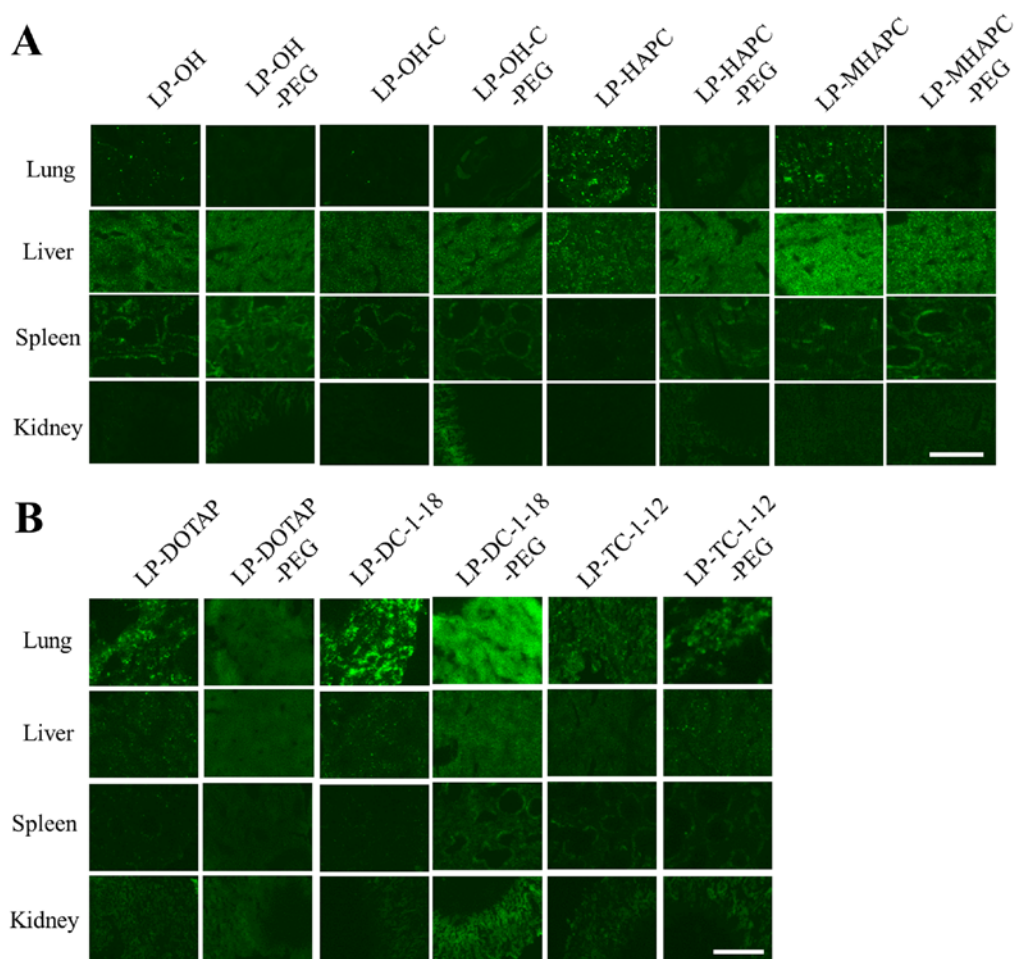 A
LP-OH
LP-OH
-PEG
LP-OH-C
LP-OH-C
-PEG
LP-HAPC
LP-HAPC
-PEG
LP-MHAPC
LP-MHAPC
-PEG
Lung
Liver
Spleen
Kidney
B
LP-DOTAP
LP-DOTAP
-PEG
LP-DC-1-18
LP-DC-1-18
-PEG
LP-TC-1-12
LP-TC-1-12
-PEG
Lung
Liver
Spleen
Kidney